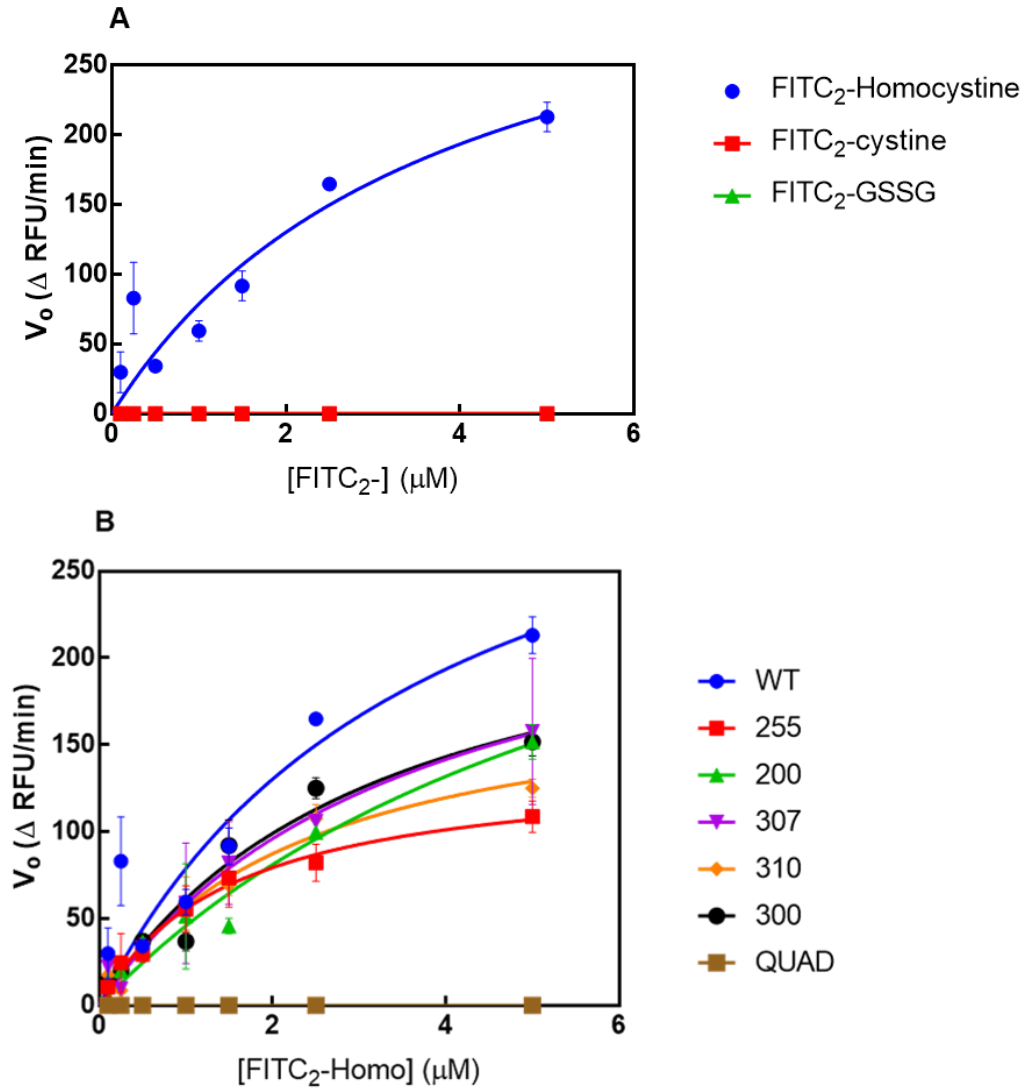 A
250
200
150
100
50
0
V₀ (Δ RFU/min)
0 2 4 6
[FITC₂-] (μM)
FITC₂-Homocystine
FITC₂-cystine
FITC₂-GSSG
B
250
200
150
100
50
0
V₀ (Δ RFU/min)
0 2 4 6
[FITC₂-Homo] (μM)
WT
255
200
307
310
300
QUAD